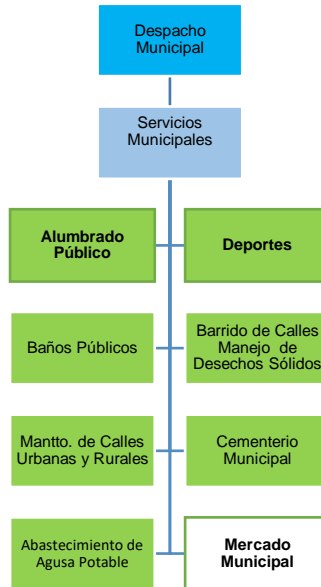 Despacho
Municipal
Servicios
Municipales
Alumbrado
Público
Deportes
Baños Públicos
Barrido de Calles
Manejo de
Desechos Sólidos
Mantto. de Calles
Urbanas y Rurales
Cementerio
Municipal
Abastecimiento de
Agusa Potable
Mercado
Municipal